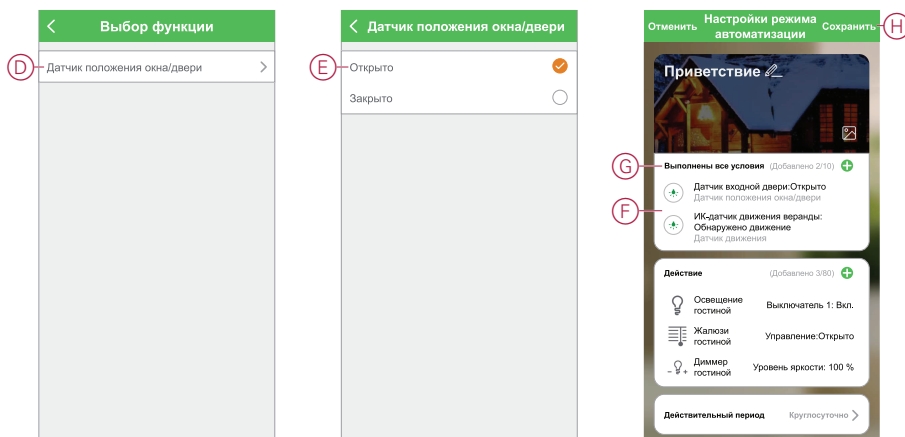 Выбор функции
D
Датчик положения окна/двери
Датчик положения окна/двери
E
Открыто
Закрыто
Отменить
Настройки режима
автоматизации
Сохранить
H
Приветствие
G
Выполнены все условия (Добавлено 2/10)
F
Датчик входной двери:Открыто
Датчик положения окна/двери
ИК-датчик движения веранды:
Обнаружено движение
Датчик движения
Действие (Добавлено 3/80)
Освещение
гостиной
Выключатель 1: Вкл.
Жалюзи
гостиной
Управление:Открыто
Диммер
гостиной
Уровень яркости: 100 %
Действительный период Круглосуточно